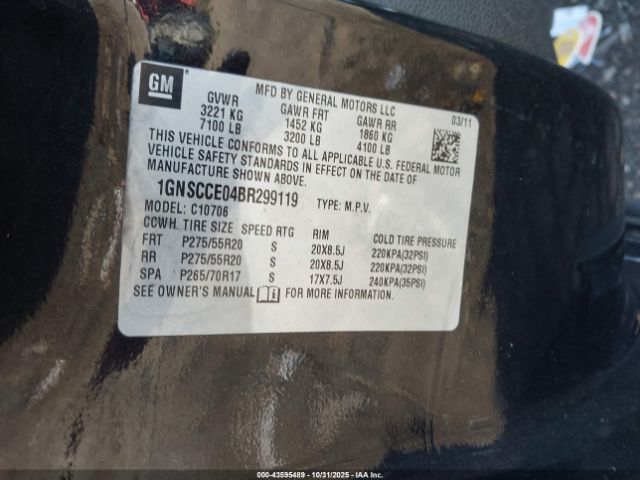 GM
MFD BY GENERAL MOTORS LLC
03/11
GVWR GAWR FRT GAWR RR
3221 KG 1452 KG 1860 KG
7100 LB 3200 LB 4100 LB
THIS VEHICLE CONFORMS TO ALL APPLICABLE U.S. FEDERAL MOTOR
VEHICLE SAFETY STANDARDS IN EFFECT ON THE DATE OF
MANUFACTURE SHOWN ABOVE.
1GNSCCE04BR299119 TYPE: M.P.V.
MODEL: C10706
CCWH TIRE SIZE SPEED RTG RIM COLD TIRE PRESSURE
FRT P275/55R20 S 20X8.5J 220KPA(32PSI)
RR P275/55R20 S 20X8.5J 220KPA(32PSI)
SPA P265/70R17 S 17X7.5J 240KPA(35PSI)
SEE OWNER'S MANUAL FOR MORE INFORMATION.
000-43595489 - 10/31/2025 - IAAI.COM